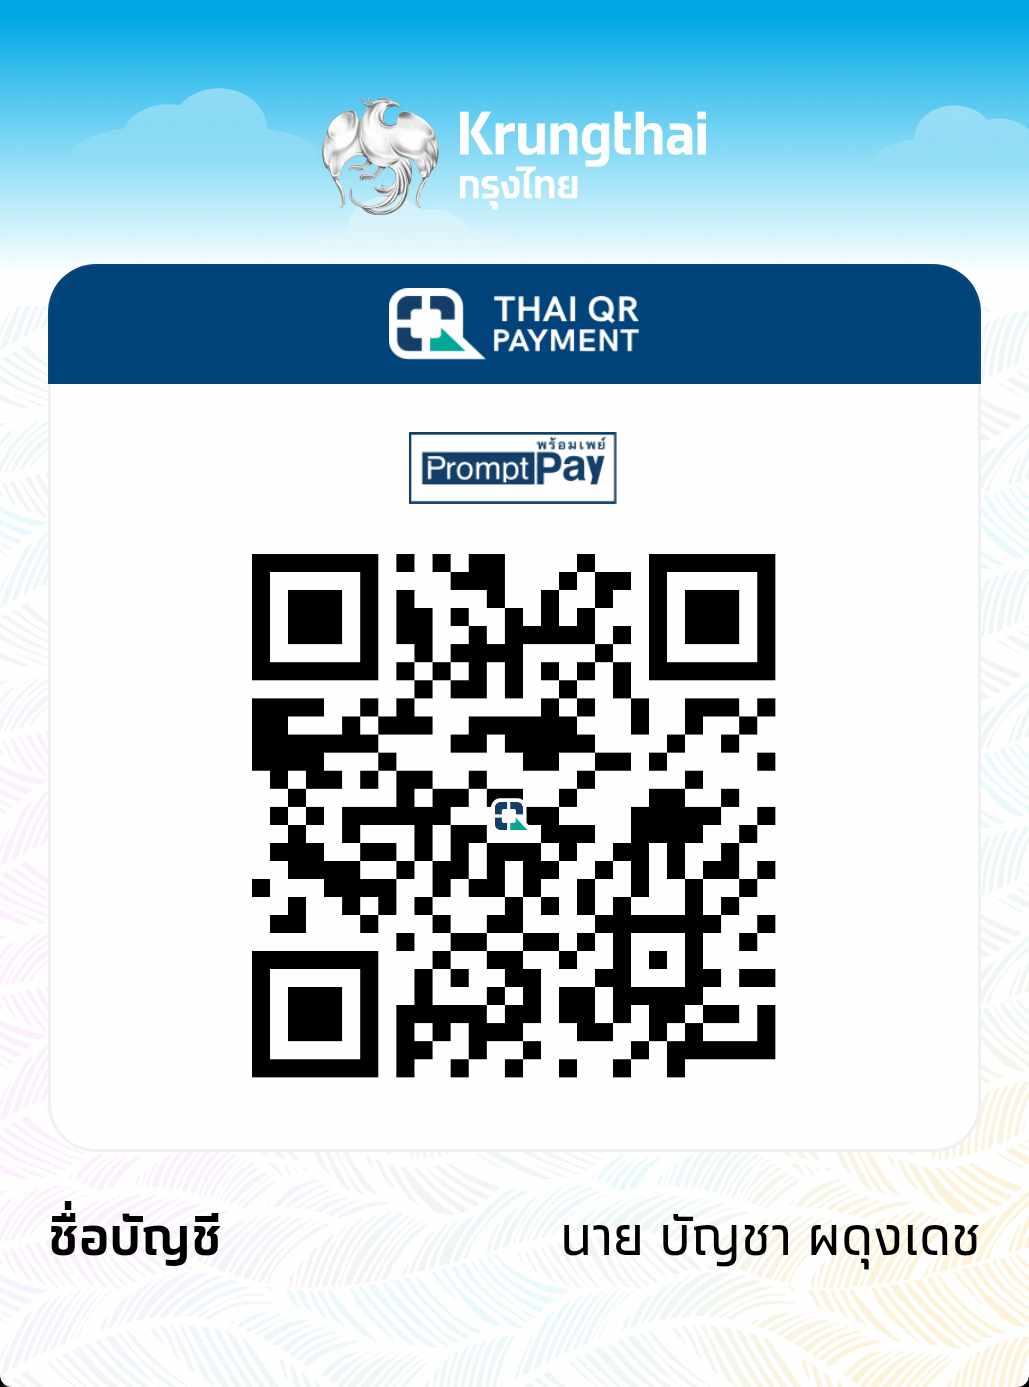 Krungthai
กรุงไทย
THAI QR
PAYMENT
พร้อมเพย์
PromptPay
ชื่อบัญชี นาย บัญชา ผดุงเดช